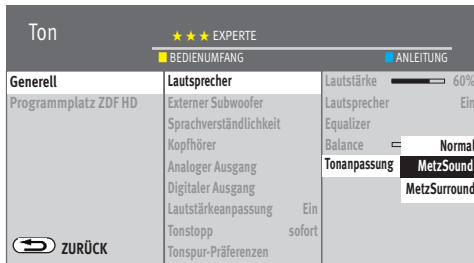 Ton
EXPERTE
BEDIENUMFANG
ANLEITUNG
Generell
Programmplatz ZDF HD
Lautsprecher
Externer Subwoofer
Sprachverständlichkeit
Kopfhörer
Analoger Ausgang
Digitaler Ausgang
Lautstärkeanpassung Ein
Tonstopp sofort
Tonspur-Präferenzen
Lautstärke 60%
Lautsprecher Ein
Equalizer
Balance
Tonanpassung
Normal
MetzSound
MetzSurround
ZURÜCK